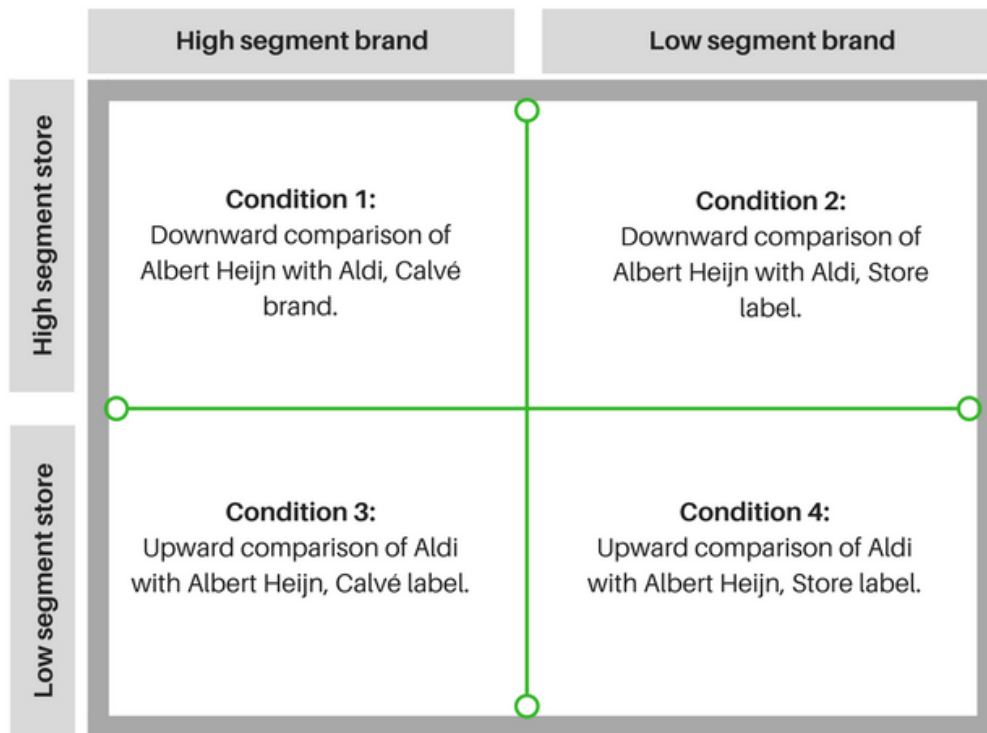 High segment brand
Low segment brand
High segment store
Condition 1:
Downward comparison of
Albert Heijn with Aldi, Calvé
brand.
Condition 2:
Downward comparison of
Albert Heijn with Aldi, Store
label.
Low segment store
Condition 3:
Upward comparison of Aldi
with Albert Heijn, Calvé label.
Condition 4:
Upward comparison of Aldi
with Albert Heijn, Store label.